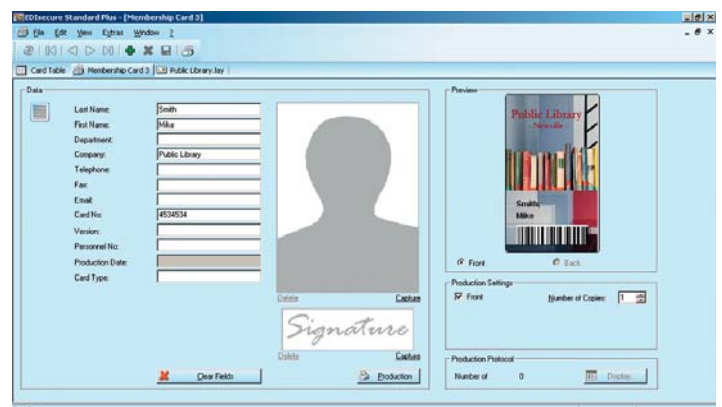 EDIsecure Standard Plus - [Membership Card 3]
File Edit View Extras Window ?
Card Table Membership Card 3 Public Library.lay
Data
Last Name: Smith
First Name: Mike
Department:
Company: Public Library
Telephone:
Fax:
Email:
Card No: 4534534
Version:
Personnel No:
Production Date:
Card Type:
Delete Capture
Signature
Delete Capture
Clear Fields
Production
Preview
Public Library
Smith,
Mike
Front Back
Production Settings
Front Number of Copies: 1
Production Protocol
Number of 0 Display...